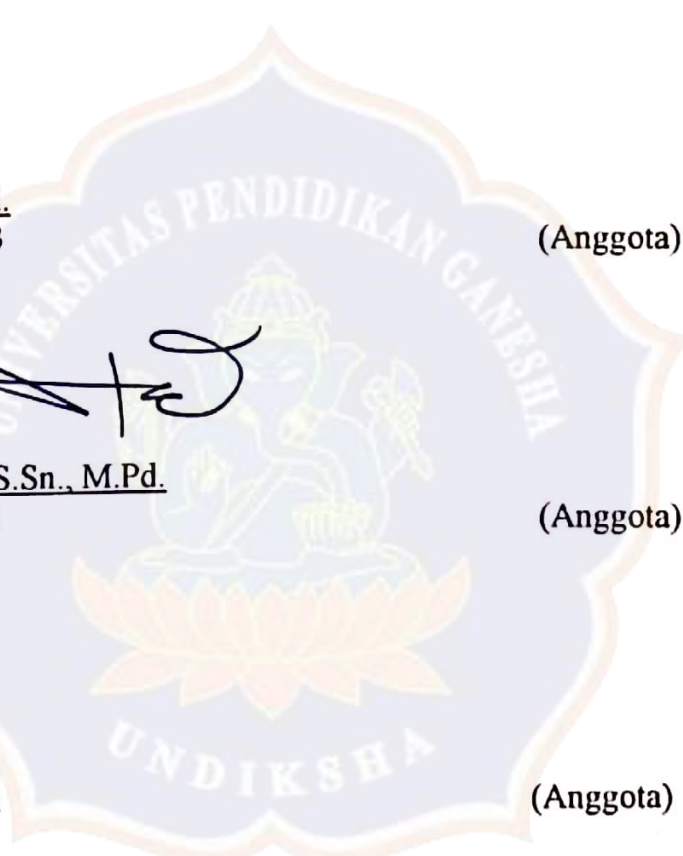 UNIVERSITAS PENDIDIKAN GANESHA
(Anggota)
S.Sn., M.Pd.
(Anggota)
UNDIKSHA
(Anggota)